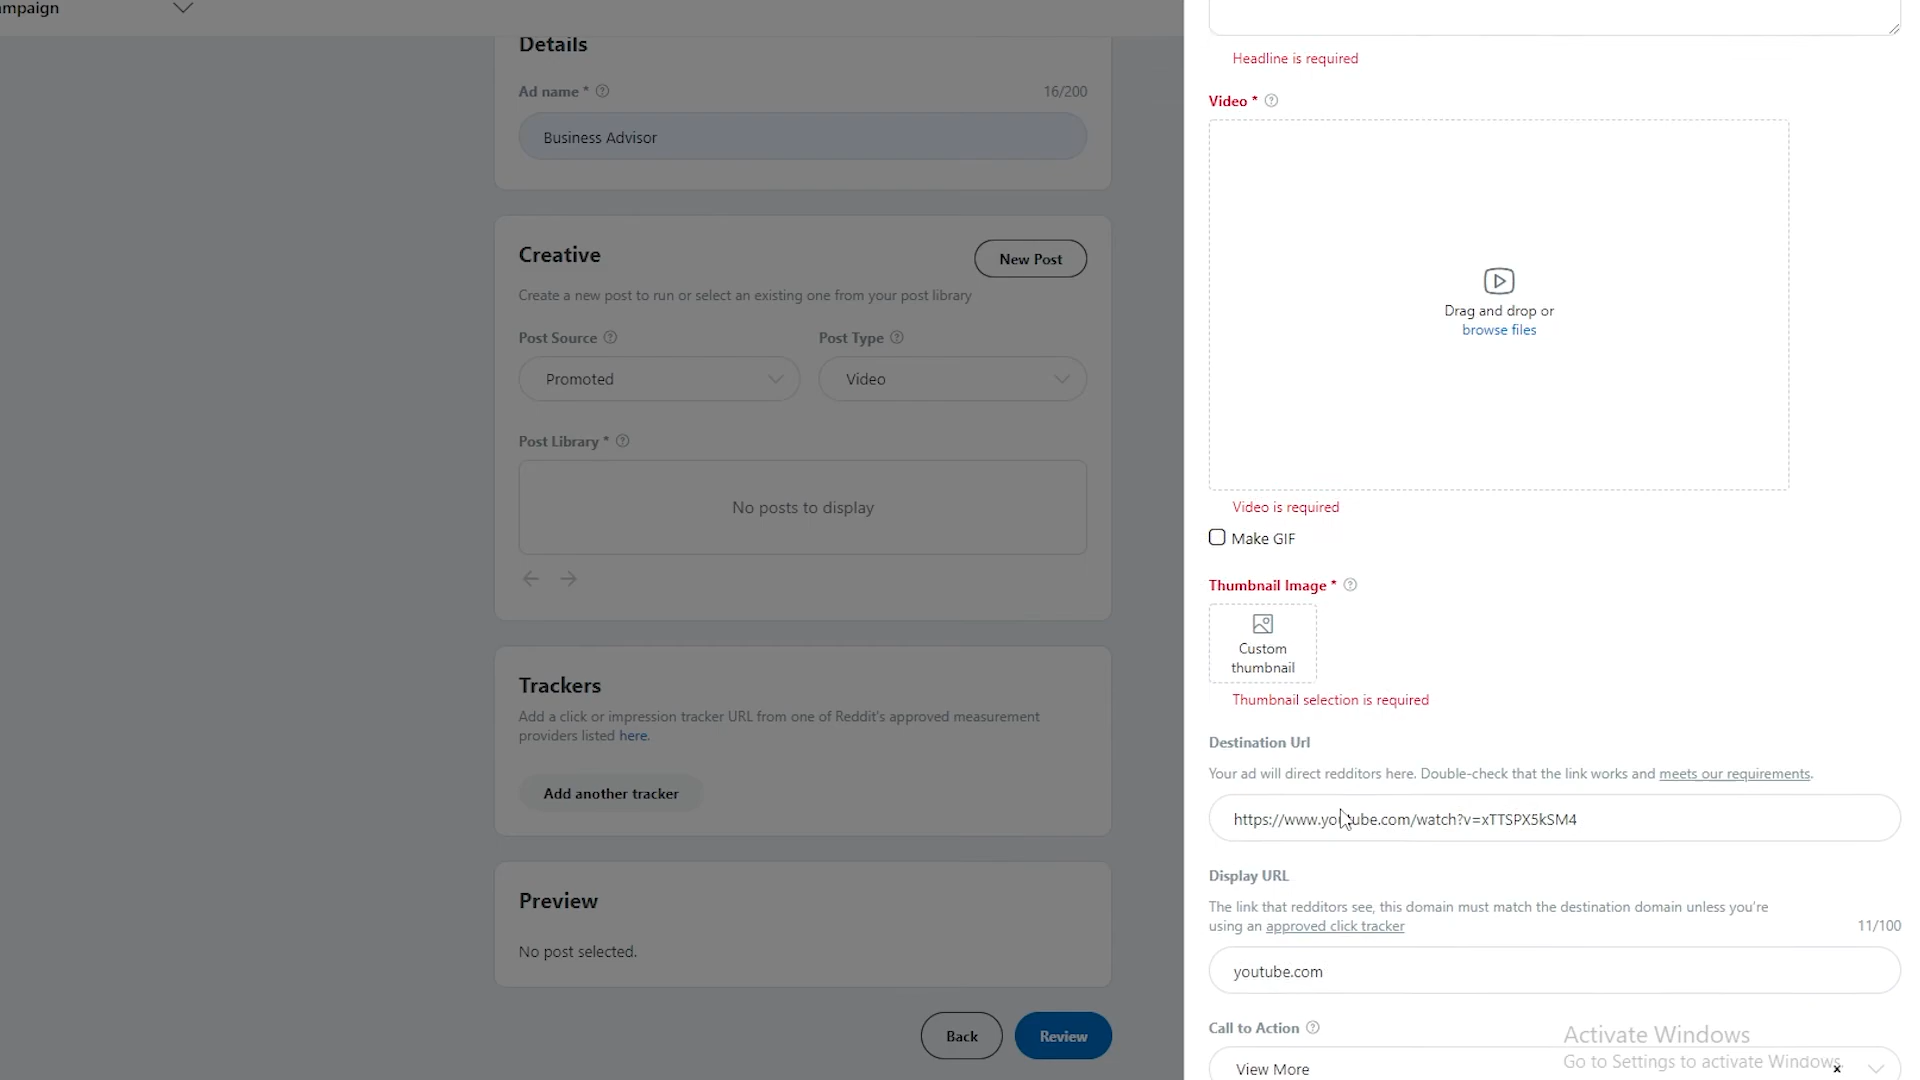 Details
Ad name *
16/200
Business Advisor
Creative
New Post
Create a new post to run or select an existing one from your post library
Post Source
Post Type
Promoted
Video
Post Library *
No posts to display
Trackers
Add a click or impression tracker URL from one of Reddit's approved measurement
providers listed here.
Add another tracker
Preview
No post selected.
Back
Review
Headline is required
Video *
Drag and drop or
browse files
Video is required
Make GIF
Thumbnail Image *
Custom
thumbnail
Thumbnail selection is required
Destination Url
Your ad will direct redditors here. Double-check that the link works and meets our requirements.
https://www.youtube.com/watch?v=xTTSPX5kSM4
Display URL
The link that redditors see, this domain must match the destination domain unless you're
using an approved click tracker
11/100
youtube.com
Call to Action
View More
Activate Windows
Go to Settings to activate Windows.